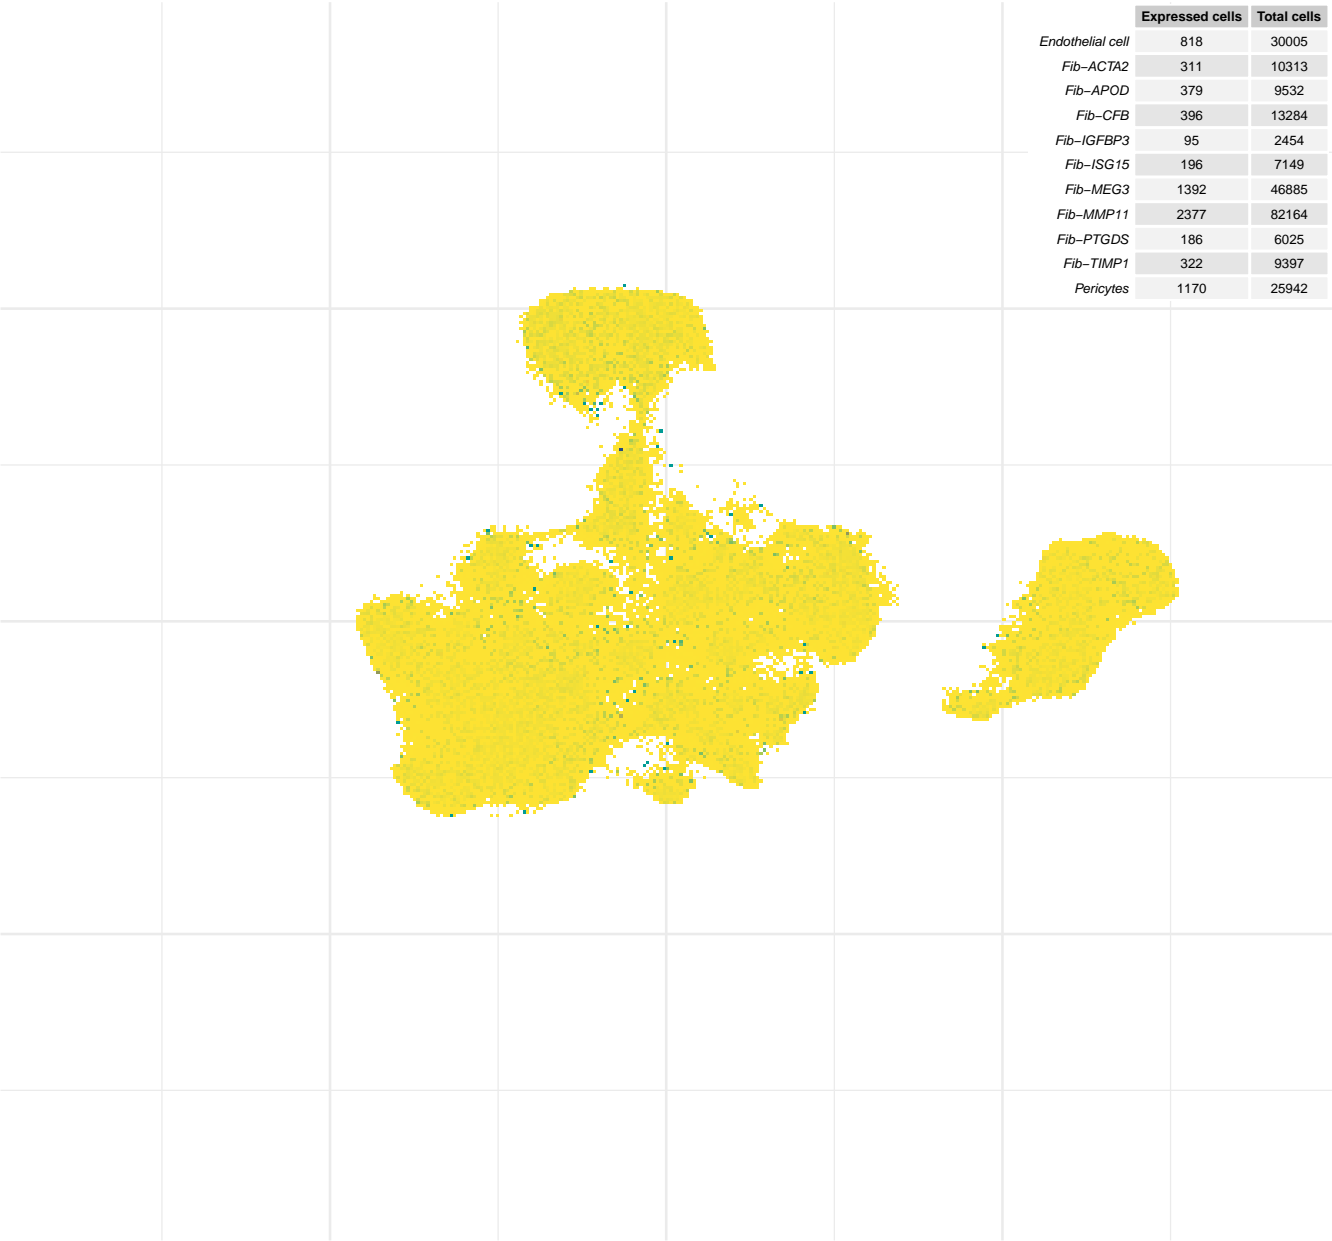 Expressed cells Total cells
Endothelial cell 818 30005
Fib−ACTA2 311 10313
Fib−APOD 379 9532
Fib−CFB 396 13284
Fib−IGFBP3 95 2454
Fib−ISG15 196 7149
Fib−MEG3 1392 46885
Fib−MMP11 2377 82164
Fib−PTGDS 186 6025
Fib−TIMP1 322 9397
Pericytes 1170 25942